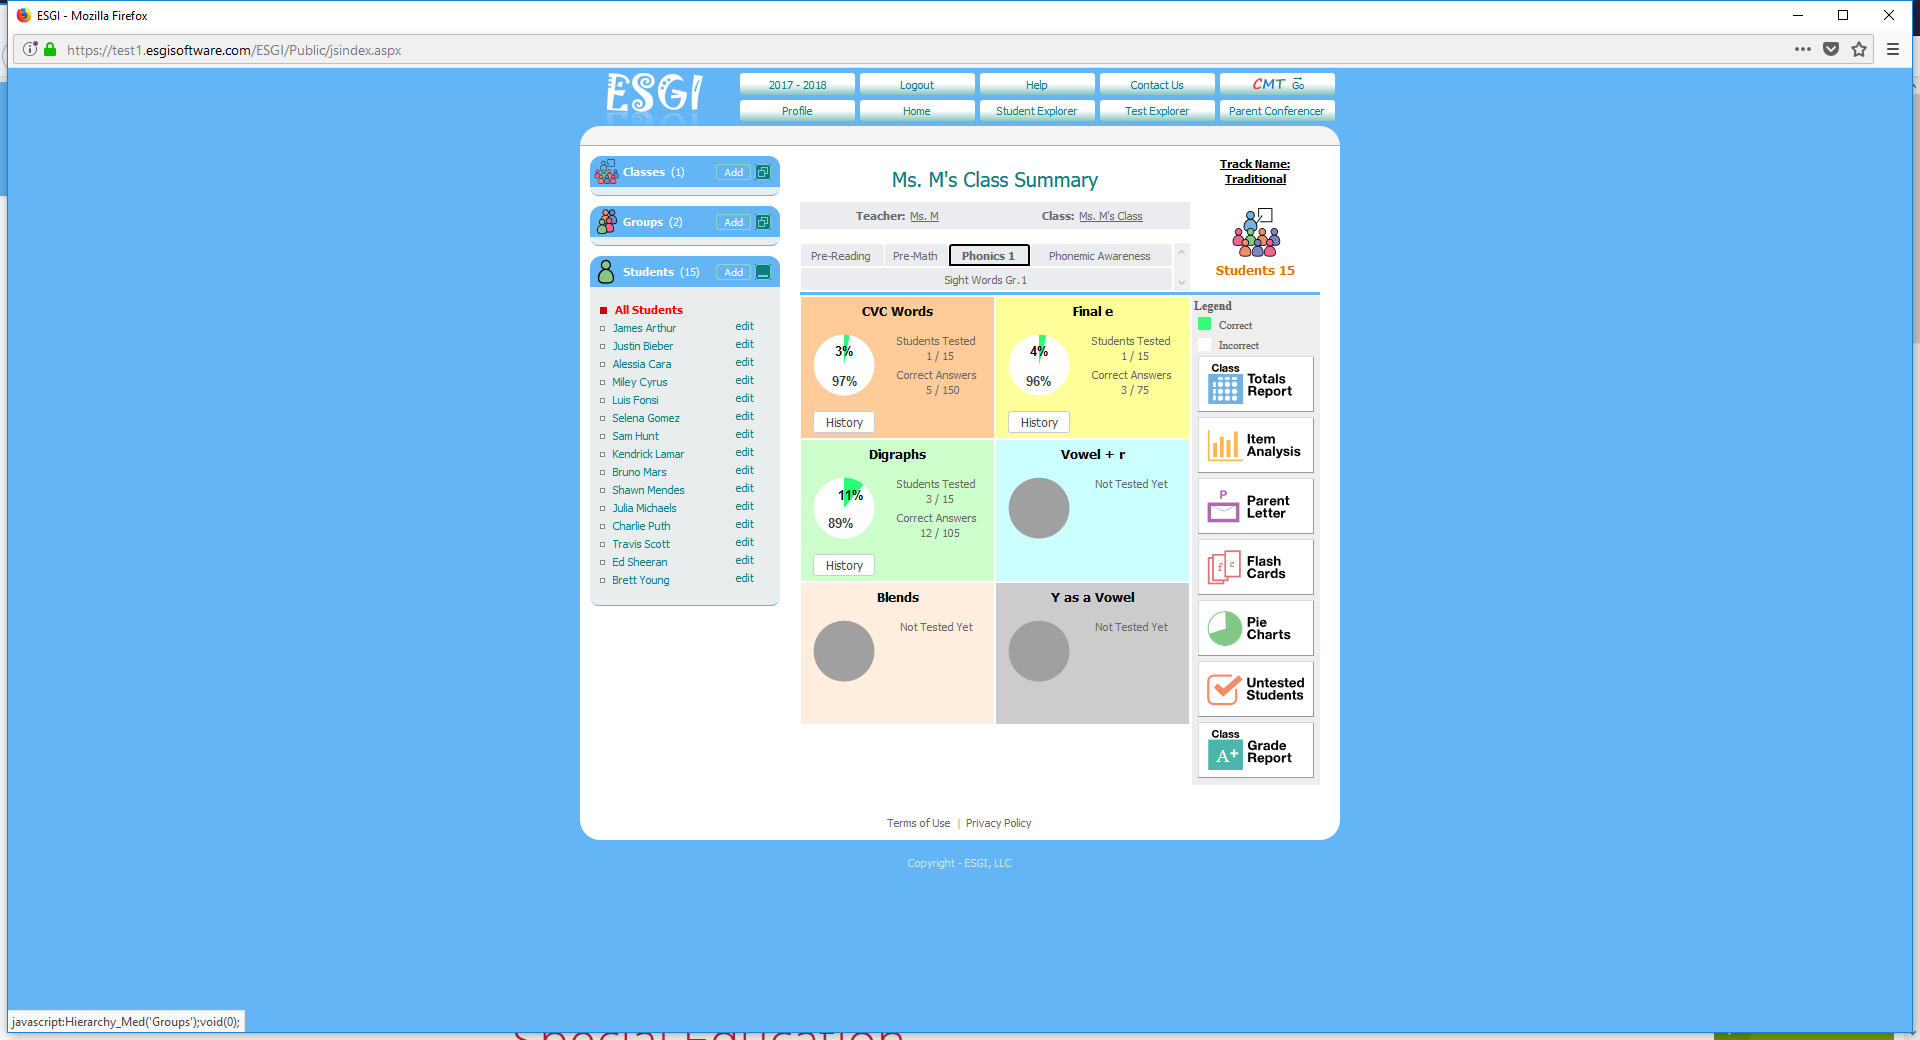 ESGI - Mozilla Firefox
https://test1.esgisoftware.com/ESGI/Public/jsindex.aspx
ESGI
2017 - 2018
Logout
Help
Contact Us
CMT Go
Profile
Home
Student Explorer
Test Explorer
Parent Conferencer
Classes (1)
Add
Groups (2)
Add
Students (15)
Add
All Students
James Arthur edit
Justin Bieber edit
Alessia Cara edit
Miley Cyrus edit
Luis Fonsi edit
Selena Gomez edit
Sam Hunt edit
Kendrick Lamar edit
Bruno Mars edit
Shawn Mendes edit
Julia Michaels edit
Charlie Puth edit
Travis Scott edit
Ed Sheeran edit
Brett Young edit
Ms. M's Class Summary
Teacher: Ms. M
Class: Ms. M's Class
Pre-Reading
Pre-Math
Phonics 1
Phonemic Awareness
Sight Words Gr.1
CVC Words
3%
97%
Students Tested
1 / 15
Correct Answers
5 / 150
History
Final e
4%
96%
Students Tested
1 / 15
Correct Answers
3 / 75
History
Digraphs
11%
89%
Students Tested
3 / 15
Correct Answers
12 / 105
History
Vowel + r
Not Tested Yet
Blends
Not Tested Yet
Y as a Vowel
Not Tested Yet
Track Name:
Traditional
Students 15
Legend
Correct
Incorrect
Class
Totals
Report
Item
Analysis
P
Parent
Letter
f c
Flash
Cards
Pie
Charts
Untested
Students
Class
A+
Grade
Report
Terms of Use | Privacy Policy
Copyright - ESGI, LLC
javascript:Hierarchy_Med('Groups');void(0);
Special Education